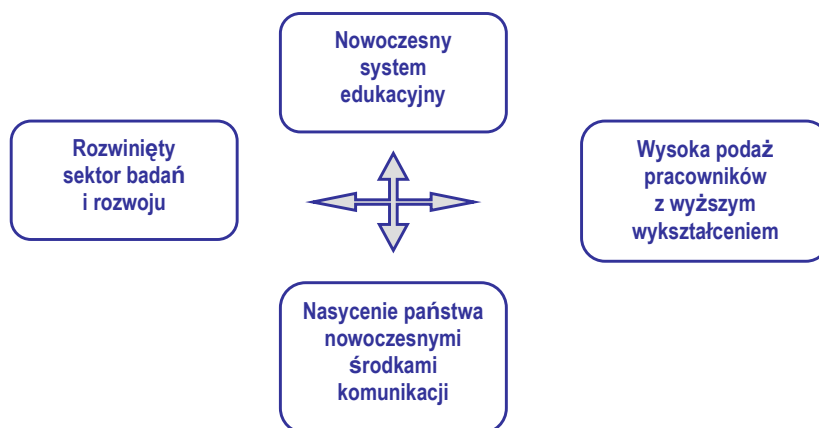 Nowoczesny
system
edukacyjny
Rozwinięty
sektor badań
i rozwoju
Wysoka podaż
pracowników
z wyższym
wykształceniem
Nasycenie państwa
nowoczesnymi
środkami
komunikacji